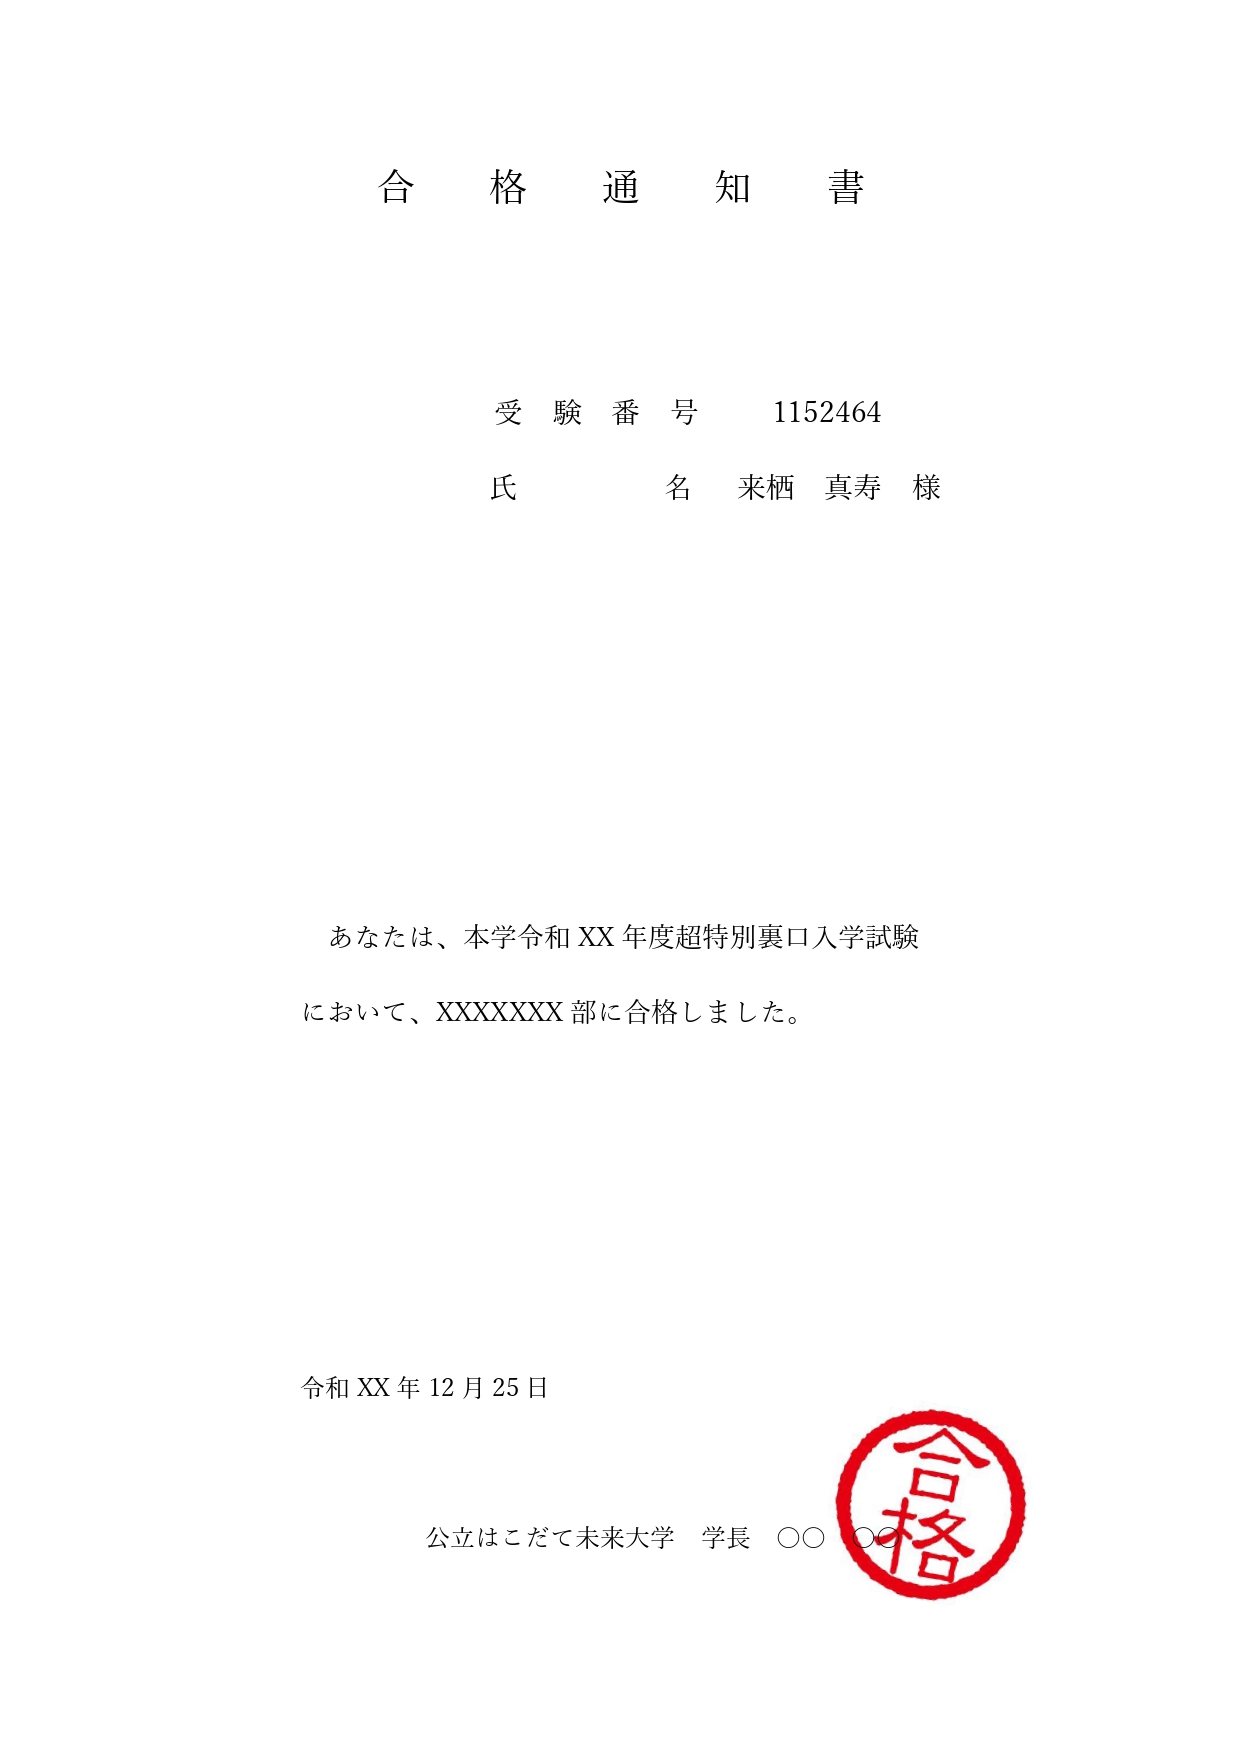 合　格　通　知　書
受　験　番　号　1152464
氏　　　　　名　来栖　真寿　様
あなたは、本学令和 XX 年度超特別裏口入学試験
において、XXXXXXX 部に合格しました。
令和 XX 年 12 月 25 日
公立はこだて未来大学　学長　〇〇　〇〇
合格